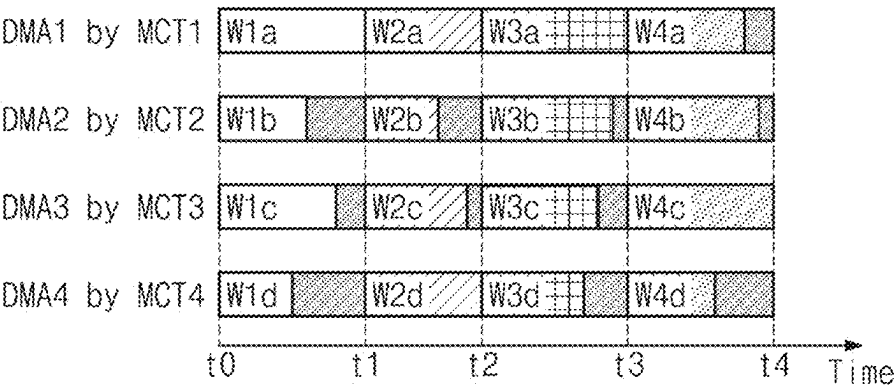 DMA1 by MCT1 W1a W2a W3a W4a
DMA2 by MCT2 W1b W2b W3b W4b
DMA3 by MCT3 W1c W2c W3c W4c
DMA4 by MCT4 W1d W2d W3d W4d
t0 t1 t2 t3 t4 Time